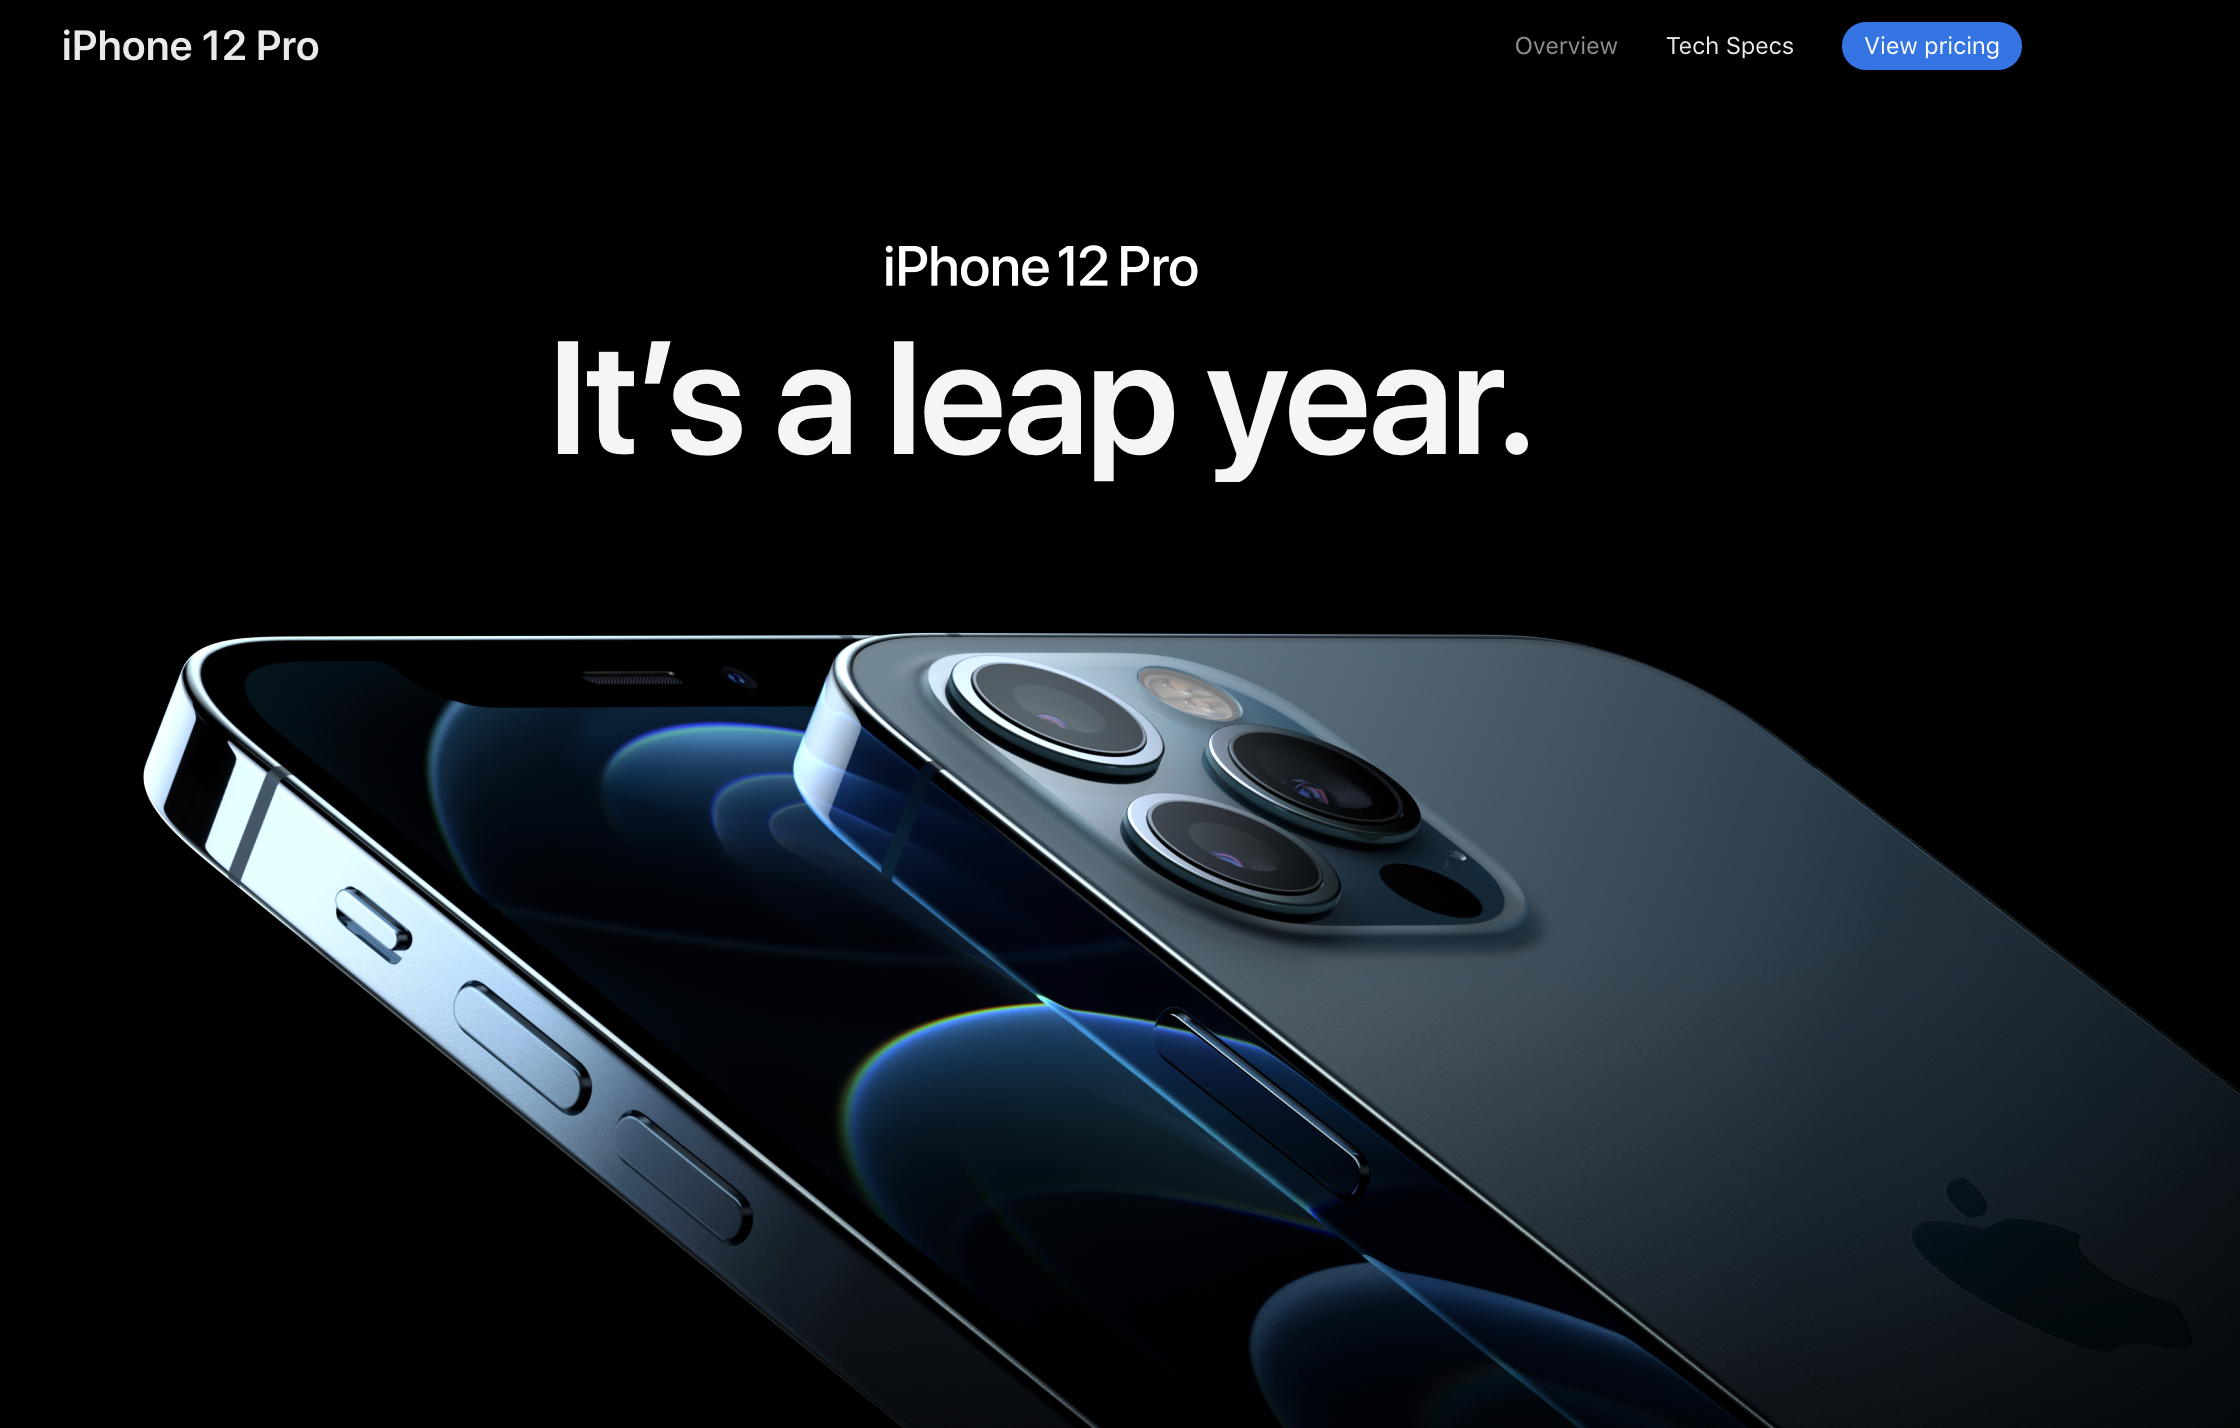 iPhone 12 Pro
Overview
Tech Specs
View pricing
iPhone 12 Pro
It’s a leap year.